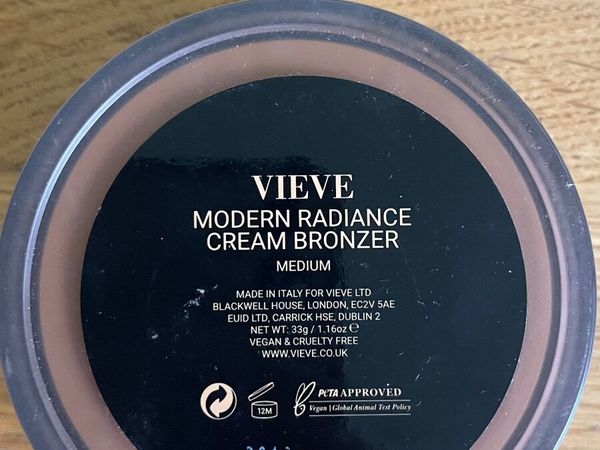 VIEVE
MODERN RADIANCE
CREAM BRONZER
MEDIUM
MADE IN ITALY FOR VIEVE LTD
BLACKWELL HOUSE, LONDON, EC2V 5AE
EUID LTD, CARRICK HSE, DUBLIN 2
NET WT: 33g / 1.16oz e
VEGAN & CRUELTY FREE
WWW.VIEVE.CO.UK
12M
PETA APPROVED
Vegan | Global Animal Test Policy